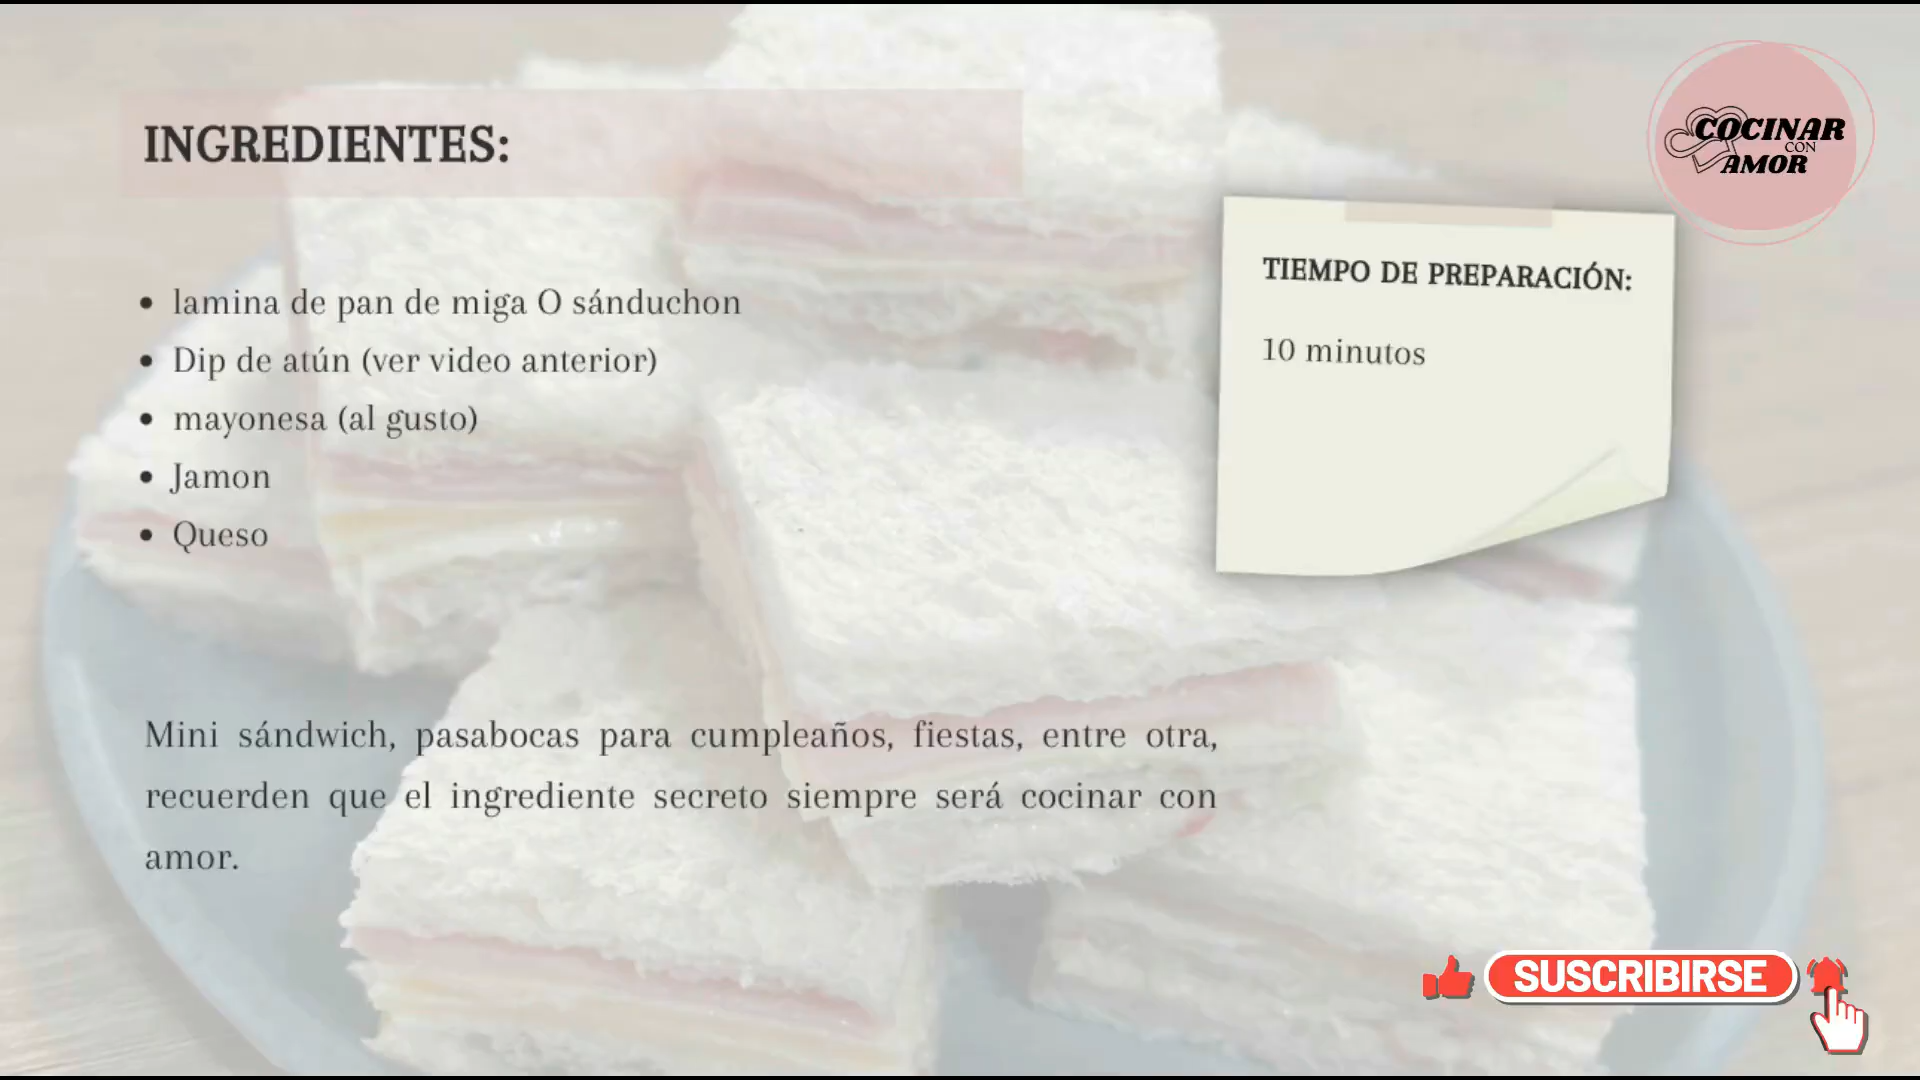 INGREDIENTES:
lamina de pan de miga O sánduchon
Dip de atún (ver video anterior)
mayonesa (al gusto)
Jamon
Queso
Mini sándwich, pasabocas para cumpleaños, fiestas, entre otra,
recuerden que el ingrediente secreto siempre será cocinar con
amor.
TIEMPO DE PREPARACIÓN:
10 minutos
COCINAR
CON
AMOR
SUSCRIBIRSE